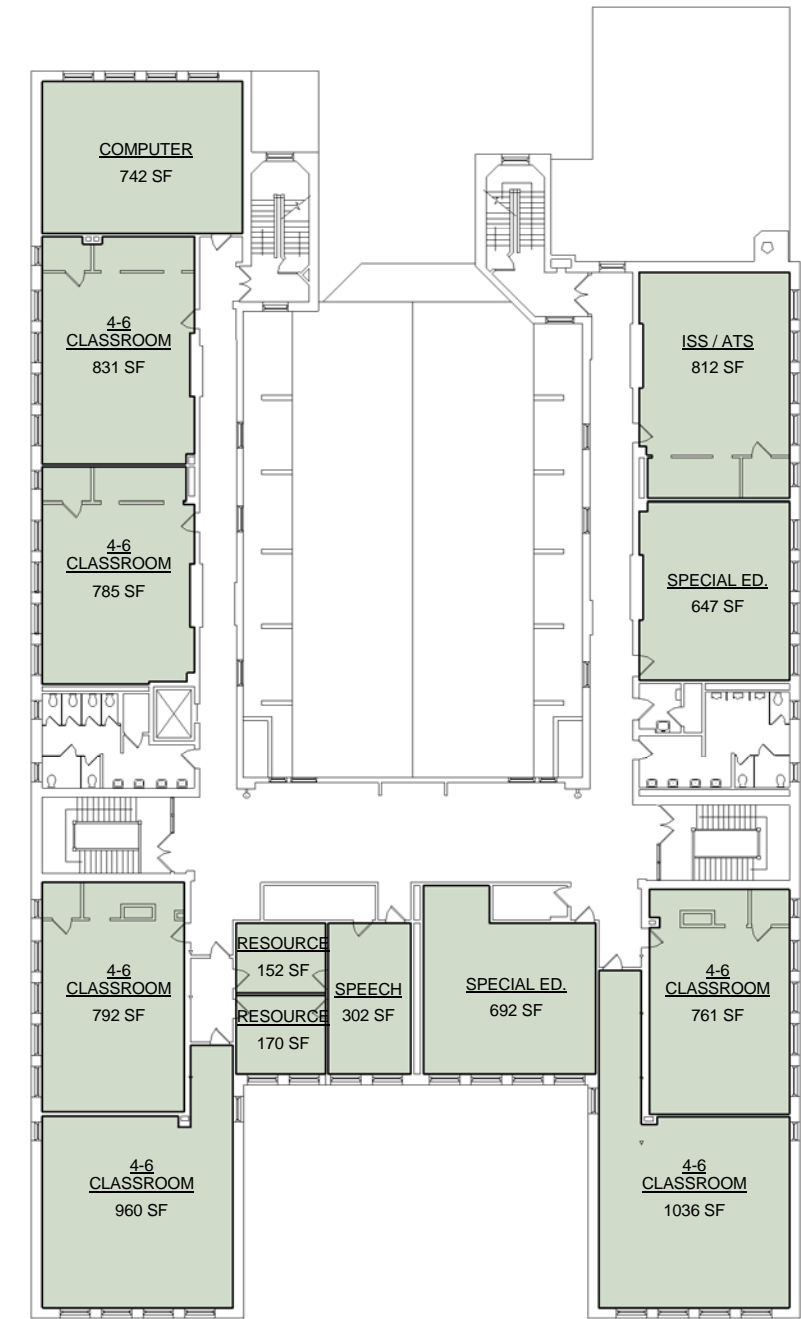 COMPUTER
742 SF
4-6
CLASSROOM
831 SF
ISS / ATS
812 SF
4-6
CLASSROOM
785 SF
SPECIAL ED.
647 SF
4-6
CLASSROOM
792 SF
RESOURCE
152 SF
RESOURCE
170 SF
SPEECH
302 SF
SPECIAL ED.
692 SF
4-6
CLASSROOM
761 SF
4-6
CLASSROOM
960 SF
4-6
CLASSROOM
1036 SF